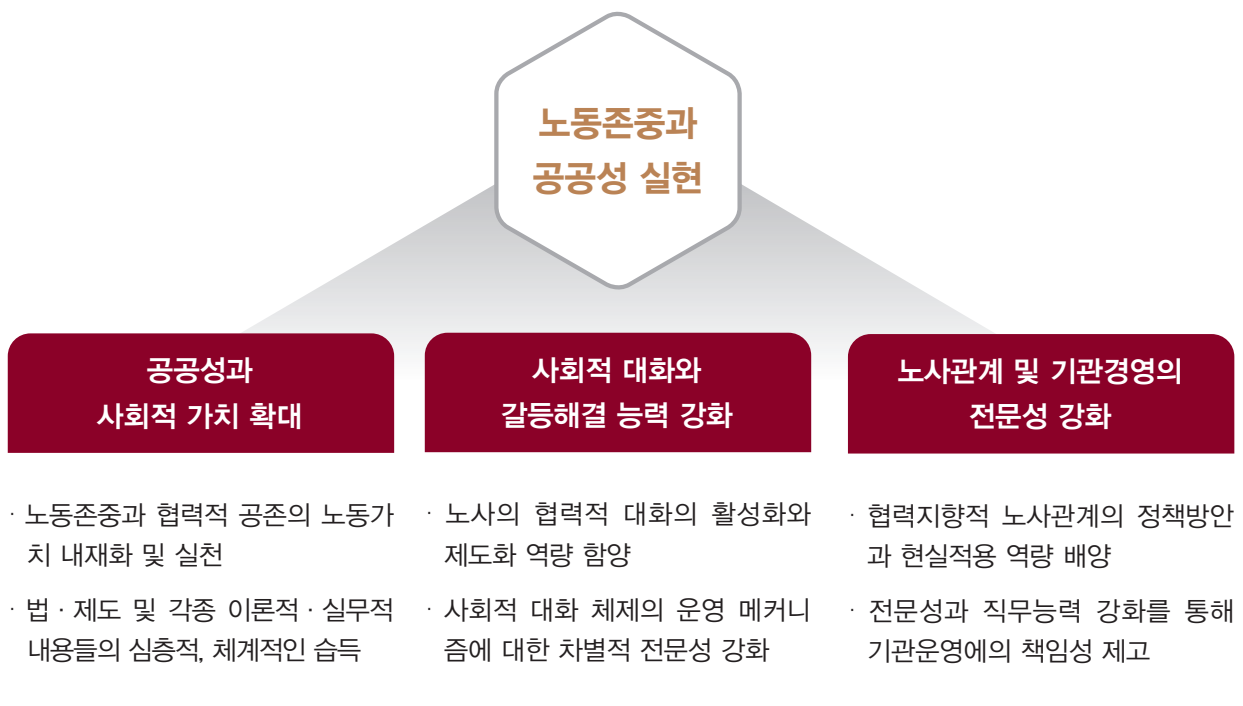 노동존중과
공공성 실현
공공성과
사회적 가치 확대
· 노동존중과 협력적 공존의 노동가
치 내재화 및 실천
· 법 · 제도 및 각종 이론적 · 실무적
내용들의 심층적, 체계적인 습득
사회적 대화와
갈등해결 능력 강화
· 노사의 협력적 대화의 활성화와
제도화 역량 함양
· 사회적 대화 체제의 운영 메커니
즘에 대한 차별적 전문성 강화
노사관계 및 기관경영의
전문성 강화
· 협력지향적 노사관계의 정책방안
과 현실적용 역량 배양
· 전문성과 직무능력 강화를 통해
기관운영에의 책임성 제고